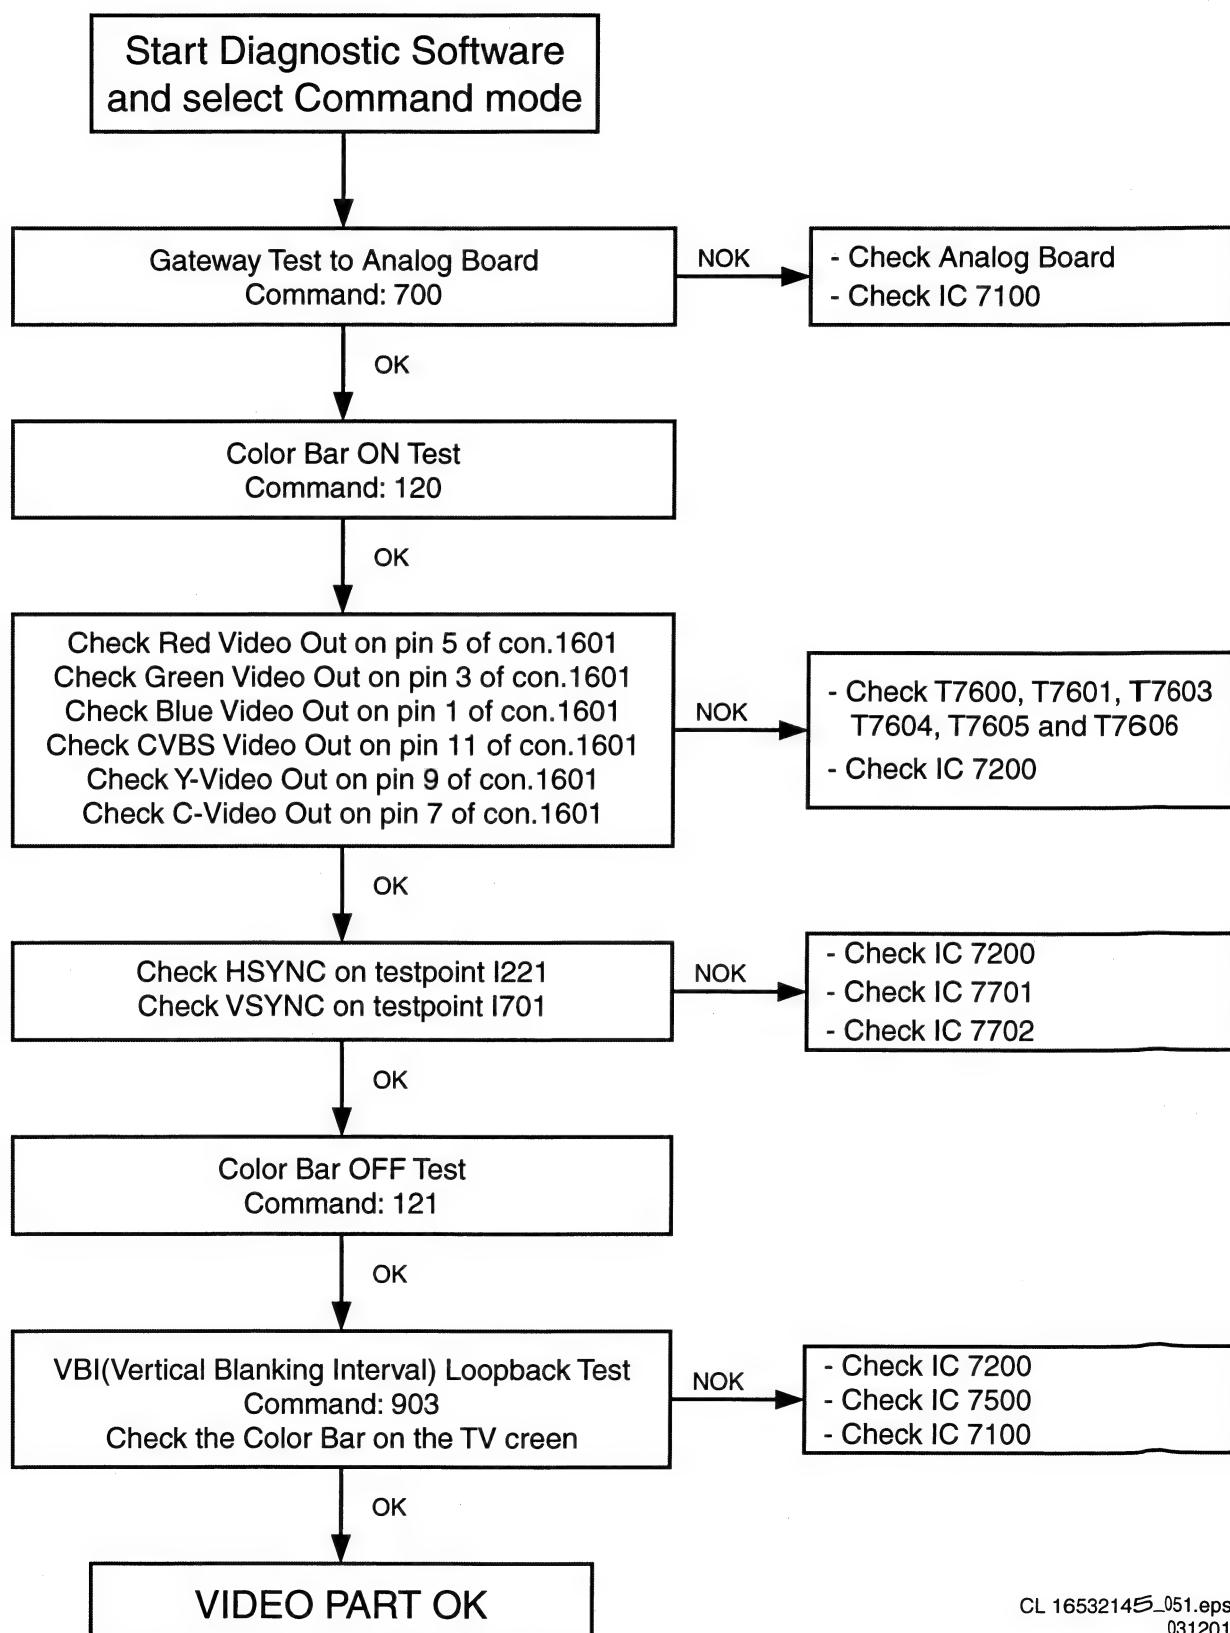 Start Diagnostic Software
and select Command mode
Gateway Test to Analog Board
Command: 700
NOK
- Check Analog Board
- Check IC 7100
OK
Color Bar ON Test
Command: 120
OK
Check Red Video Out on pin 5 of con.1601
Check Green Video Out on pin 3 of con.1601
Check Blue Video Out on pin 1 of con.1601
Check CVBS Video Out on pin 11 of con.1601
Check Y-Video Out on pin 9 of con.1601
Check C-Video Out on pin 7 of con.1601
NOK
- Check T7600, T7601, T7603
T7604, T7605 and T7606
- Check IC 7200
OK
Check HSYNC on testpoint I221
Check VSYNC on testpoint I701
NOK
- Check IC 7200
- Check IC 7701
- Check IC 7702
OK
Color Bar OFF Test
Command: 121
OK
VBI(Vertical Blanking Interval) Loopback Test
Command: 903
Check the Color Bar on the TV creen
NOK
- Check IC 7200
- Check IC 7500
- Check IC 7100
OK
VIDEO PART OK
CL 16532145_051.eps
031201